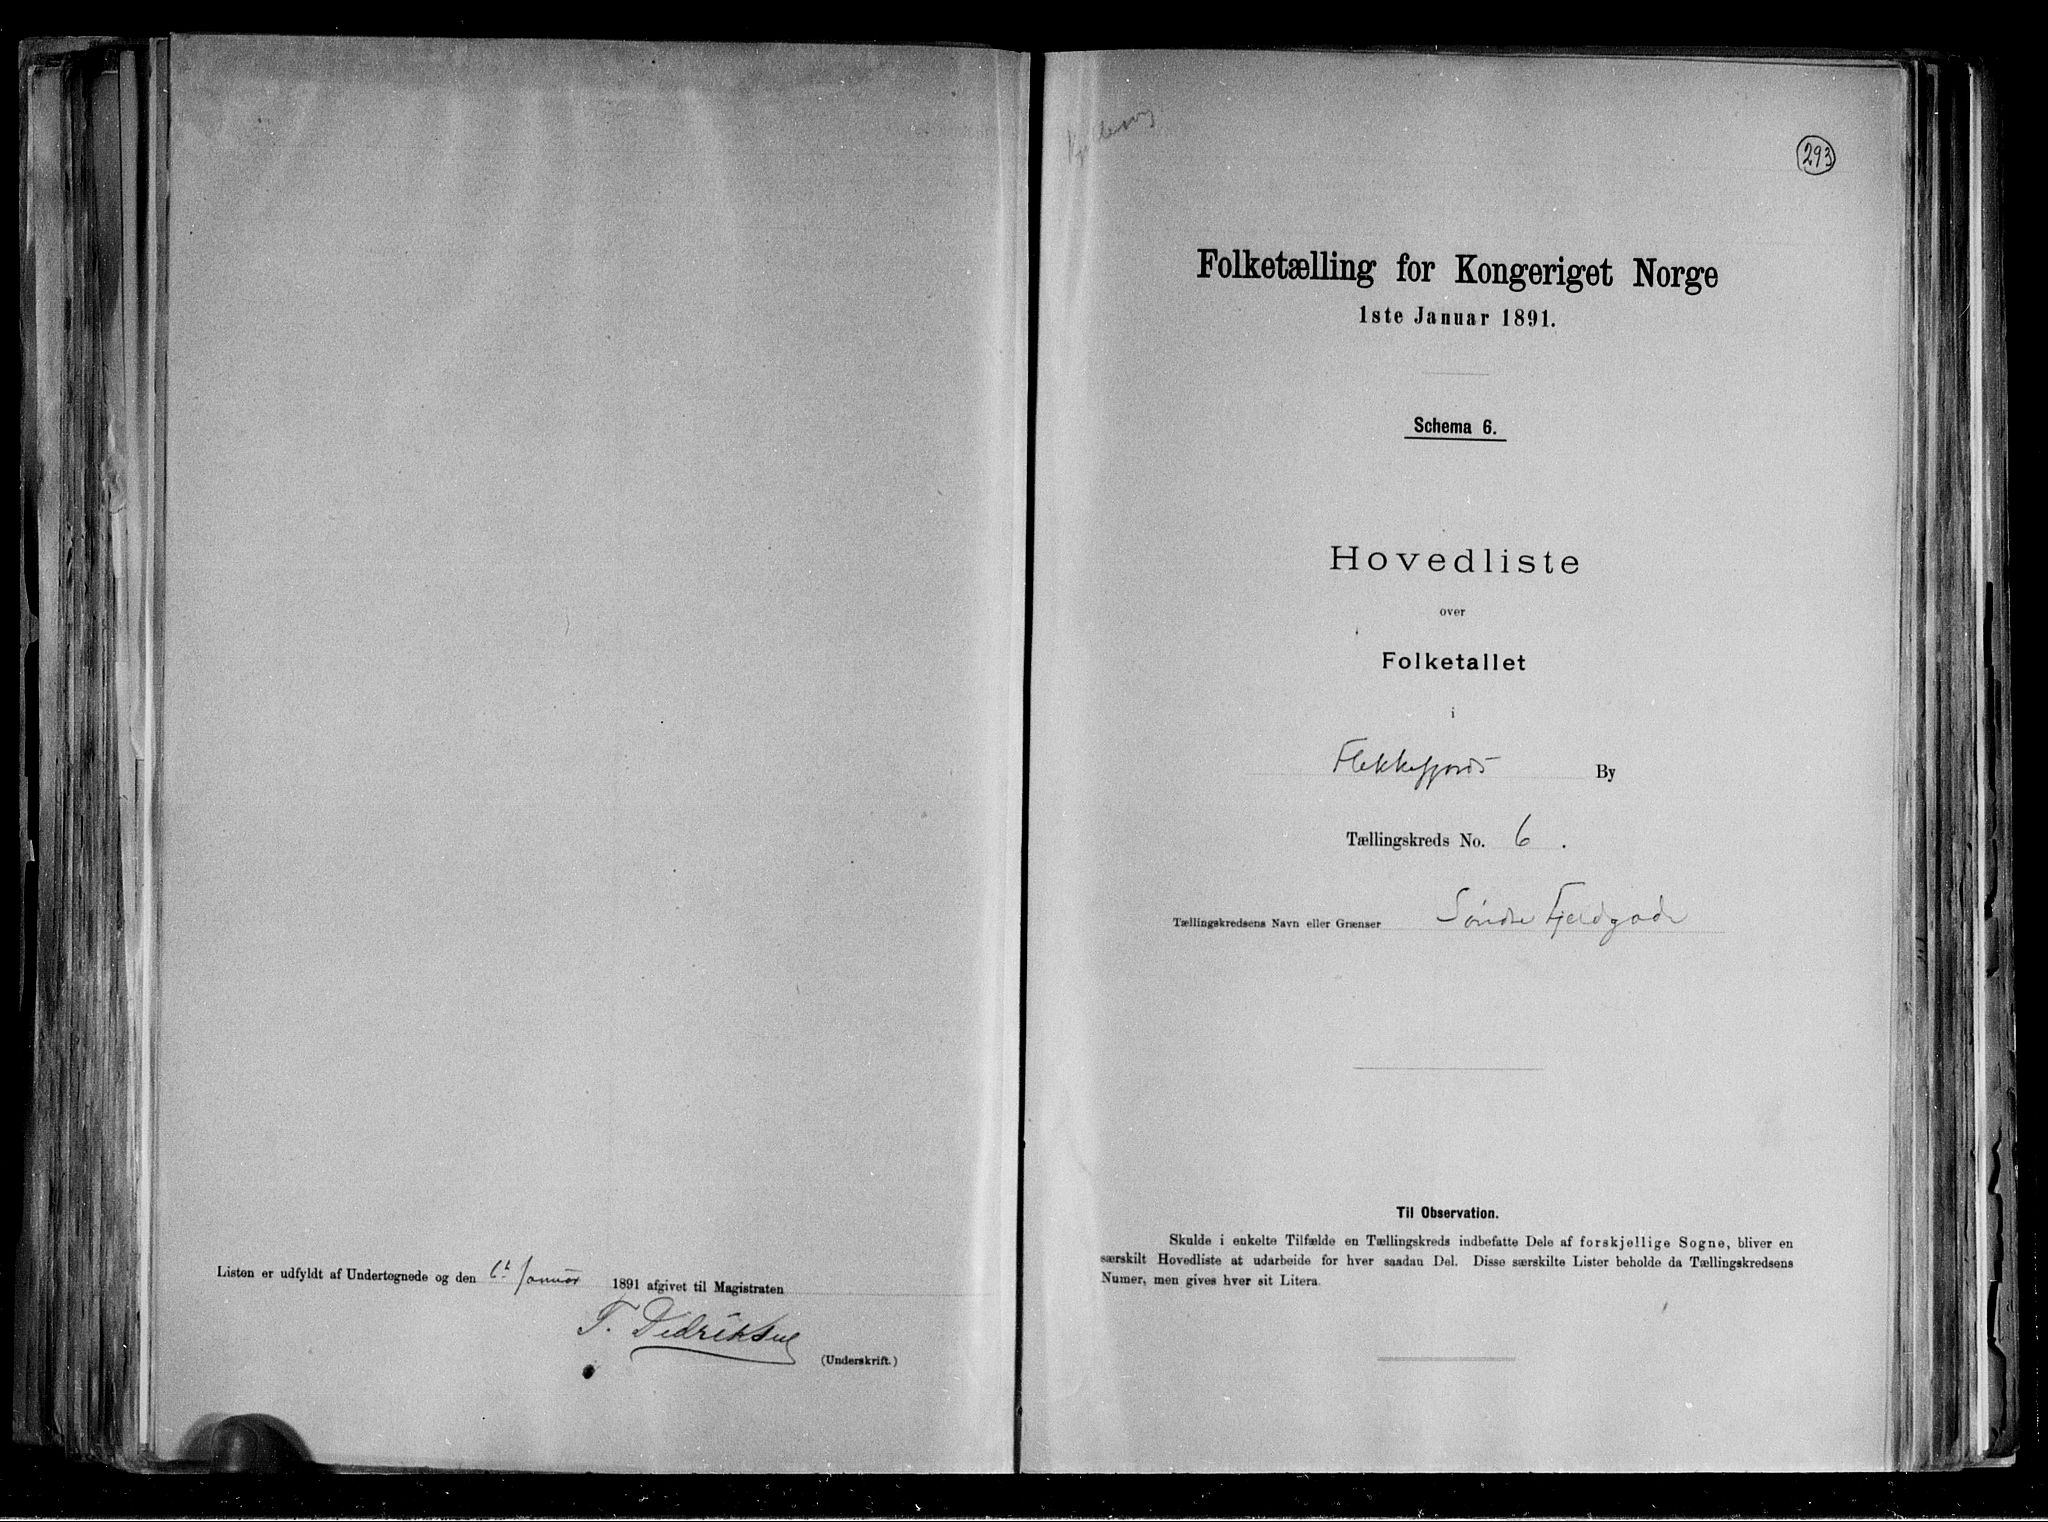 Listen er udfyldt af Undertegnede og den 6te Januar 1891 afgivet til Magistraten
T. Dedriksen
(Underskrift.)
293
Folketælling for Kongeriget Norge
1ste Januar 1891.
Schema 6.
Hovedliste
over
Folketallet
i
Flekkefjords By
Tællingskreds No. 6.
Tællingskredsens Navn eller Grænser Søndre Fjeldgade
Til Observation.
Skulde i enkelte Tilfælde en Tællingskreds indbefatte Dele af forskjellige Sogne, bliver en
særskilt Hovedliste at udarbeide for hver saadan Del. Disse særskilte Lister beholde da Tællingskredsens
Numer, men gives hver sit Litera.